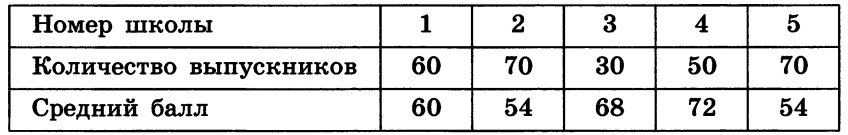 Номер школы 1 2 3 4 5
Количество выпускников 60 70 30 50 70
Средний балл 60 54 68 72 54